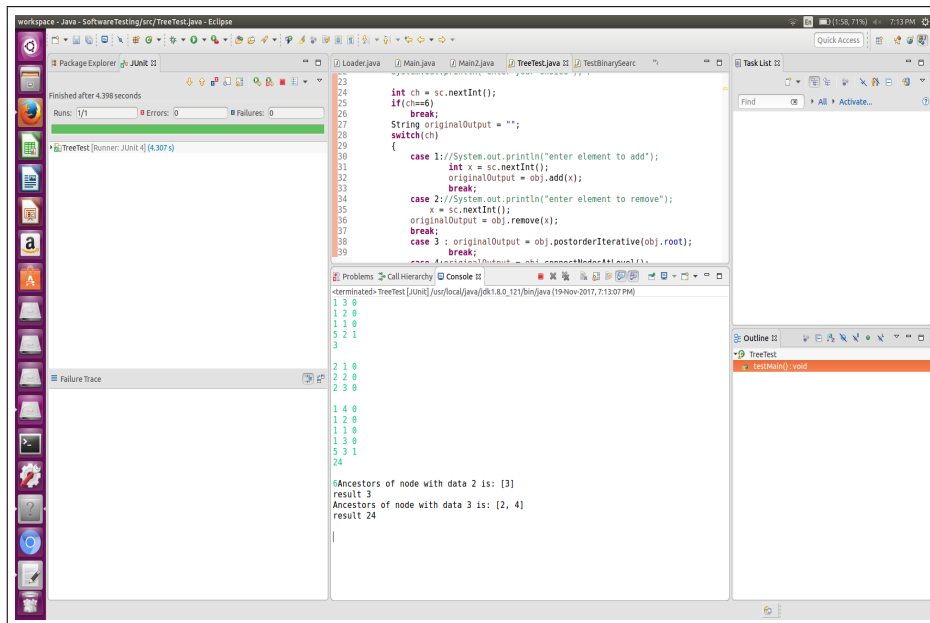 workspace - Java - SoftwareTesting/src/TreeTest.java - Eclipse
En (1:58, 71%) 7:13 PM
Quick Access
Package Explorer JUnit
Finished after 4.398 seconds
Runs: 1/1 Errors: 0 Failures: 0
TreeTest [Runner: JUnit 4] (4.307 s)
Failure Trace
Loader.java Main.java Main2.java TreeTest.java TestBinarySearc
23
24 int ch = sc.nextInt();
25 if(ch==6)
26 break;
27 String originalOutput = "";
28 switch(ch)
29 {
30 case 1://System.out.println("enter element to add");
31 int x = sc.nextInt();
32 originalOutput = obj.add(x);
33 break;
34 case 2://System.out.println("enter element to remove");
35 x = sc.nextInt();
36 originalOutput = obj.remove(x);
37 break;
38 case 3 : originalOutput = obj.postorderIterative(obj.root);
39 break;
Problems Call Hierarchy Console
<terminated> TreeTest [JUnit] /usr/local/java/jdk1.8.0_121/bin/java (19-Nov-2017, 7:13:07 PM)
1 3 0
1 2 0
1 1 0
5 2 1
3
2 1 0
2 2 0
2 3 0
1 4 0
1 2 0
1 1 0
1 3 0
5 3 1
24
6Ancestors of node with data 2 is: [3]
result 3
Ancestors of node with data 3 is: [2, 4]
result 24
Task List
Find All Activate...
Outline
TreeTest
testMain() : void